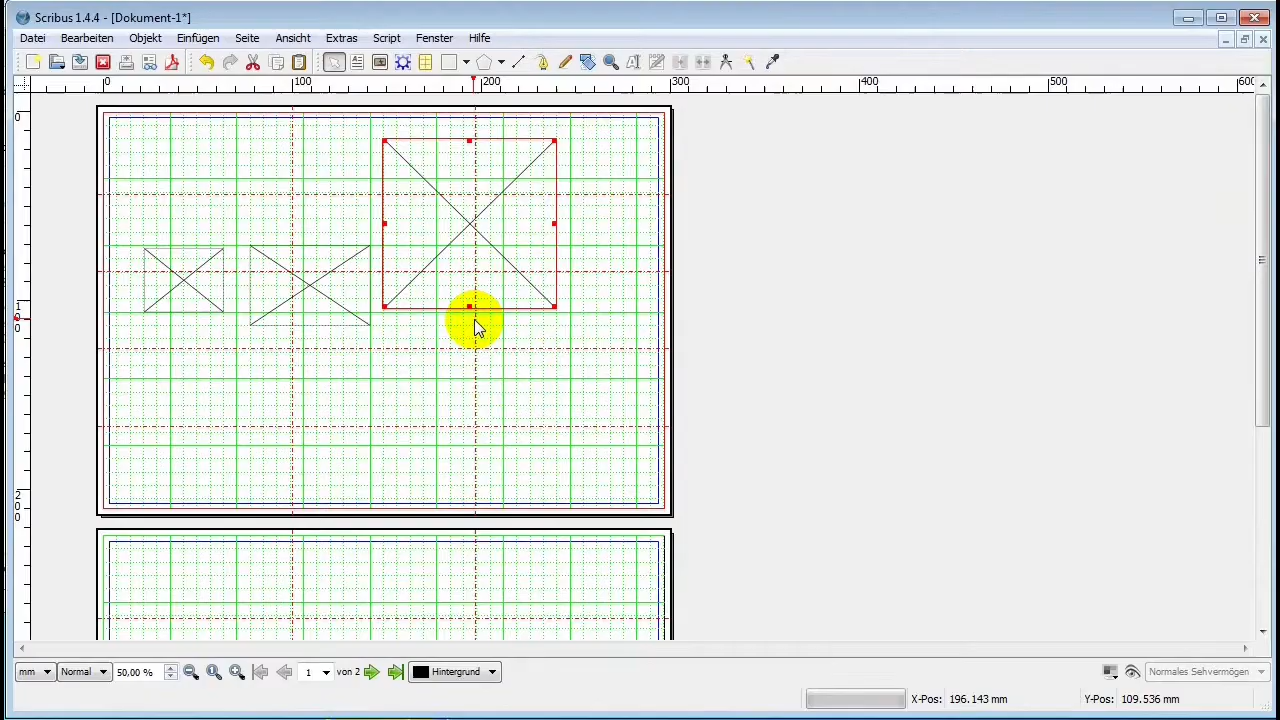 Scribus 1.4.4 - [Dokument-1*]
Datei Bearbeiten Objekt Einfügen Seite Ansicht Extras Script Fenster Hilfe
0 100 200 300 400 500 600
0
1
0
2
0
0
mm Normal 50,00 % 1 von 2 Hintergrund Normales Sehvermögen
X-Pos: 196.143 mm Y-Pos: 109.536 mm